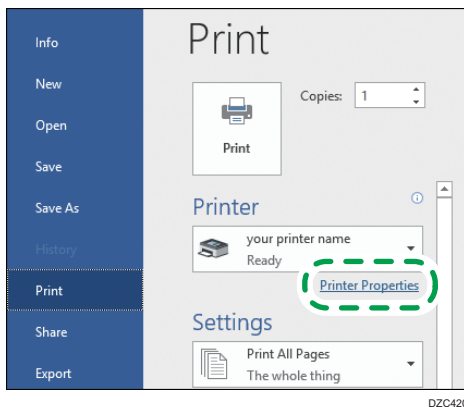 Info
New
Open
Save
Save As
History
Print
Share
Export
Print
Print
Copies: 1
Printer
your printer name
Ready
Printer Properties
Settings
Print All Pages
The whole thing
DZC420